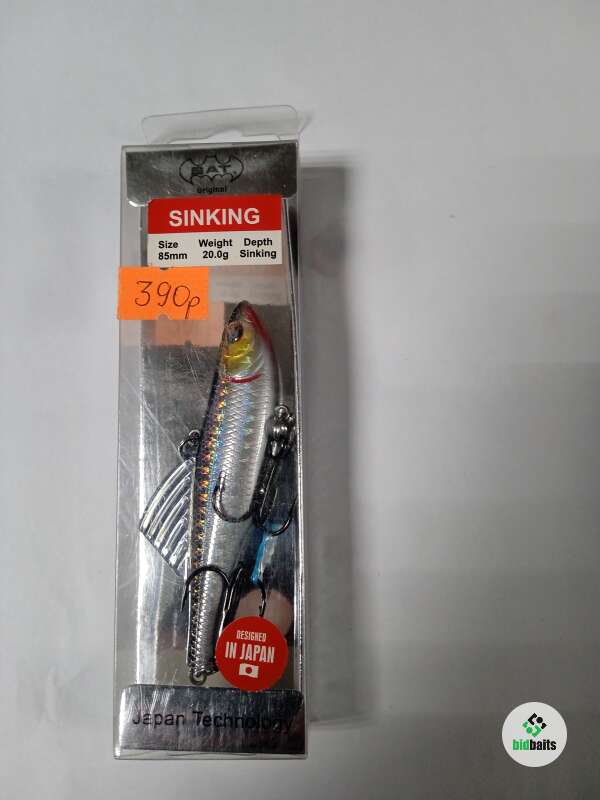 BAT
Original
SINKING
Size Weight Depth
85mm 20.0g Sinking
390р
DESIGNED
IN JAPAN
Japan Technology
bidbaits